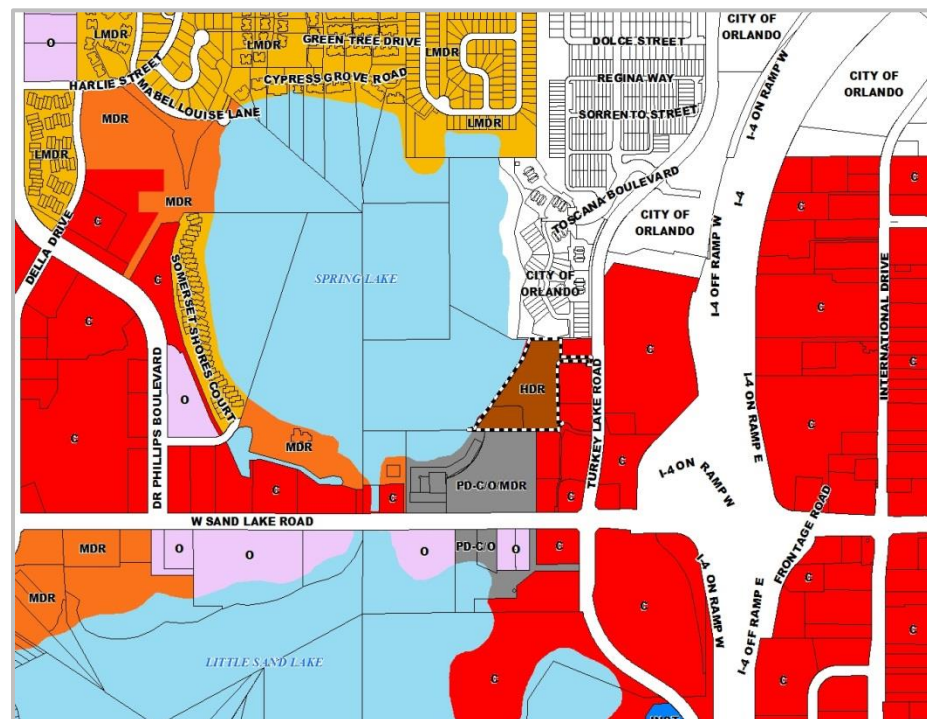 CITY OF
ORLANDO
O
LMDR
LMDR
GREEN TREE DRIVE
LMDR
DOLCE STREET
I-4 ON RAMP W
CITY OF
ORLANDO
HARLIE STREET
MABEL LOUISE LANE
CYPRESS GROVE ROAD
REGINA WAY
MDR
LMDR
SORRENTO STREET
LMDR
MDR
TOSCANA BOULEVARD
I-4
C
C
C
DELLA DRIVE
C
SOMERSET SHORES COURT
SPRING LAKE
CITY OF
ORLANDO
CITY OF
ORLANDO
I-4 OFF RAMP W
C
C
INTERNATIONAL DRIVE
C
DR PHILLIPS BOULEVARD
O
HDR
TURKEY LAKE ROAD
C
I-4 ON RAMP E
C
C
MDR
I-4 ON RAMP W
C
C
C
PD-C/O/MDR
C
C
C
C
W SAND LAKE ROAD
FRONTAGE ROAD
MDR
O
O
O
PD-C/O
O
C
C
C
MDR
C
I-4 ON RAMP W
I-4 OFF RAMP E
C
LITTLE SAND LAKE
C